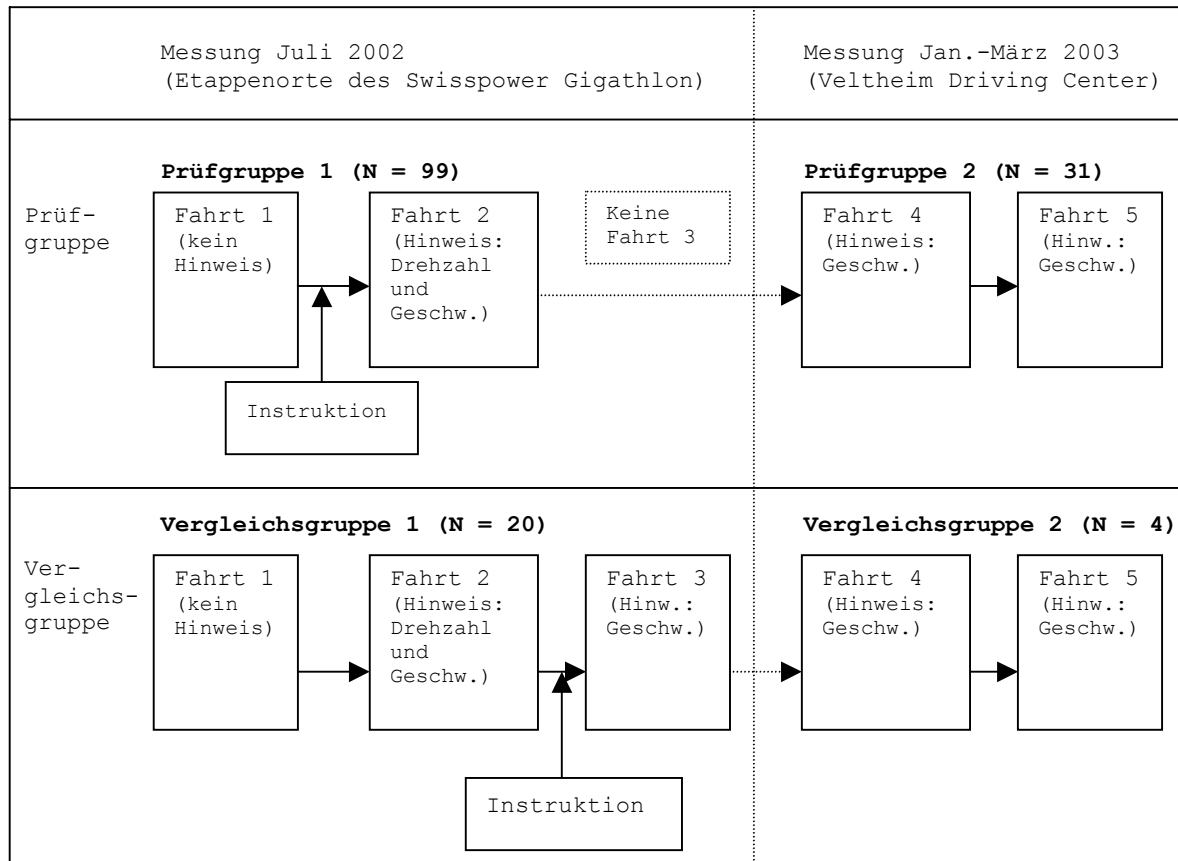 Messung Juli 2002
(Etappenorte des Swisspower Gigathlon)
Messung Jan.-März 2003
(Veltheim Driving Center)
Prüf-
gruppe
Prüfgruppe 1 (N = 99)
Fahrt 1
(kein
Hinweis)
Fahrt 2
(Hinweis:
Drehzahl
und
Geschw.)
Keine
Fahrt 3
Instruktion
Prüfgruppe 2 (N = 31)
Fahrt 4
(Hinweis:
Geschw.)
Fahrt 5
(Hinw.:
Geschw.)
Ver-
gleichs-
gruppe
Vergleichsgruppe 1 (N = 20)
Fahrt 1
(kein
Hinweis)
Fahrt 2
(Hinweis:
Drehzahl
und
Geschw.)
Fahrt 3
(Hinw.:
Geschw.)
Instruktion
Vergleichsgruppe 2 (N = 4)
Fahrt 4
(Hinweis:
Geschw.)
Fahrt 5
(Hinw.:
Geschw.)